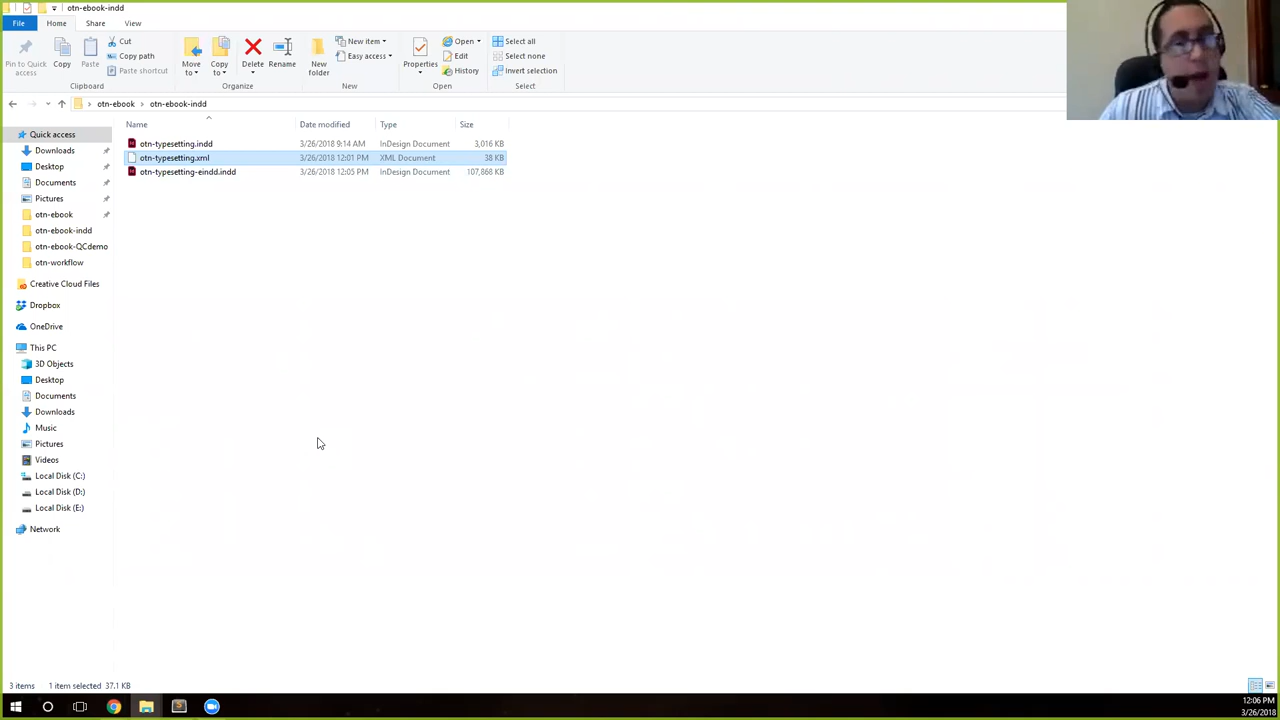 otn-ebook-indd
File Home Share View
Pin to Quick access
Copy
Paste
Cut
Copy path
Paste shortcut
Clipboard
Move to
Copy to
Delete
Rename
Organize
New folder
New item
Easy access
New
Properties
Open
Edit
History
Open
Select all
Select none
Invert selection
Select
otn-ebook otn-ebook-indd
Name Date modified Type Size
otn-typesetting.indd 3/26/2018 9:14 AM InDesign Document 3,016 KB
otn-typesetting.xml 3/26/2018 12:01 PM XML Document 38 KB
otn-typesetting-eindd.indd 3/26/2018 12:05 PM InDesign Document 107,868 KB
Quick access
Downloads
Desktop
Documents
Pictures
otn-ebook
otn-ebook-indd
otn-ebook-QCdemo
otn-workflow
Creative Cloud Files
Dropbox
OneDrive
This PC
3D Objects
Desktop
Documents
Downloads
Music
Pictures
Videos
Local Disk (C:)
Local Disk (D:)
Local Disk (E:)
Network
3 items 1 item selected 37.1 KB
12:06 PM
3/26/2018